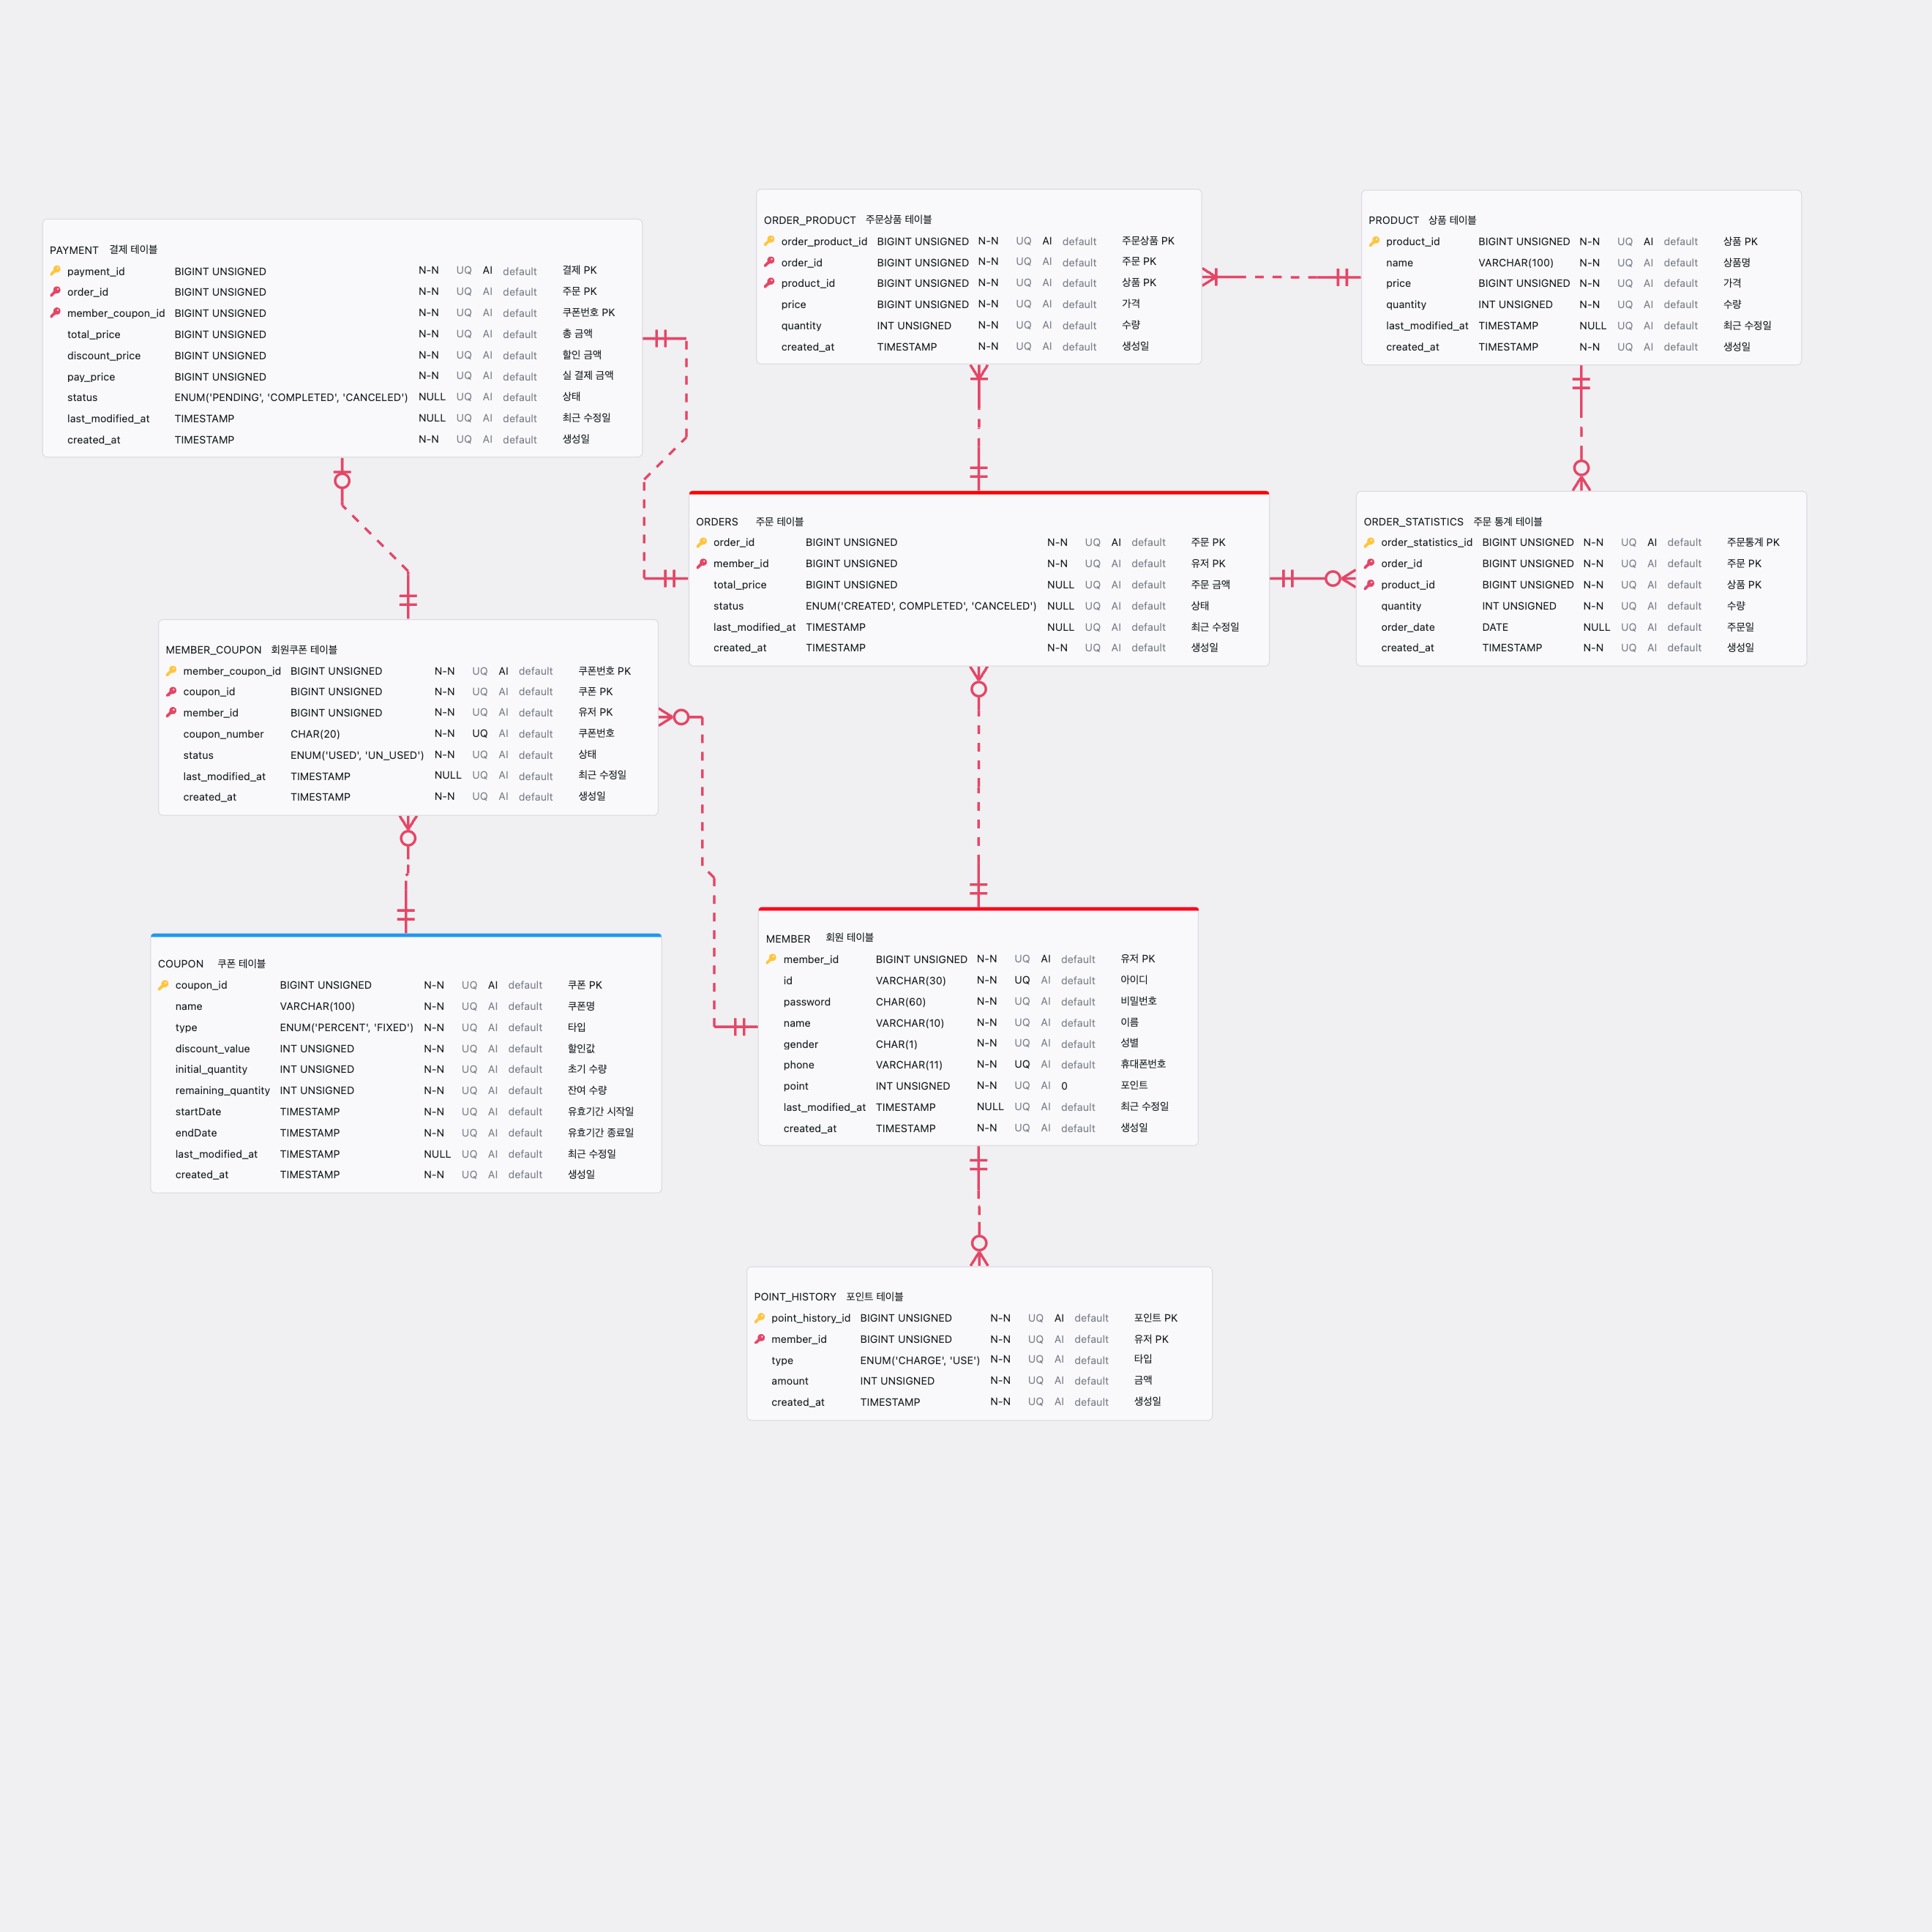 PAYMENT 결제 테이블
payment_id BIGINT UNSIGNED N-N UQ AI default 결제 PK
order_id BIGINT UNSIGNED N-N UQ AI default 주문 PK
member_coupon_id BIGINT UNSIGNED N-N UQ AI default 쿠폰번호 PK
total_price BIGINT UNSIGNED N-N UQ AI default 총 금액
discount_price BIGINT UNSIGNED N-N UQ AI default 할인 금액
pay_price BIGINT UNSIGNED N-N UQ AI default 실 결제 금액
status ENUM('PENDING', 'COMPLETED', 'CANCELED') NULL UQ AI default 상태
last_modified_at TIMESTAMP NULL UQ AI default 최근 수정일
created_at TIMESTAMP N-N UQ AI default 생성일
ORDER_PRODUCT 주문상품 테이블
order_product_id BIGINT UNSIGNED N-N UQ AI default 주문상품 PK
order_id BIGINT UNSIGNED N-N UQ AI default 주문 PK
product_id BIGINT UNSIGNED N-N UQ AI default 상품 PK
price BIGINT UNSIGNED N-N UQ AI default 가격
quantity INT UNSIGNED N-N UQ AI default 수량
created_at TIMESTAMP N-N UQ AI default 생성일
PRODUCT 상품 테이블
product_id BIGINT UNSIGNED N-N UQ AI default 상품 PK
name VARCHAR(100) N-N UQ AI default 상품명
price BIGINT UNSIGNED N-N UQ AI default 가격
quantity INT UNSIGNED N-N UQ AI default 수량
last_modified_at TIMESTAMP NULL UQ AI default 최근 수정일
created_at TIMESTAMP N-N UQ AI default 생성일
ORDERS 주문 테이블
order_id BIGINT UNSIGNED N-N UQ AI default 주문 PK
member_id BIGINT UNSIGNED N-N UQ AI default 유저 PK
total_price BIGINT UNSIGNED NULL UQ AI default 주문 금액
status ENUM('CREATED', COMPLETED', 'CANCELED') NULL UQ AI default 상태
last_modified_at TIMESTAMP NULL UQ AI default 최근 수정일
created_at TIMESTAMP N-N UQ AI default 생성일
ORDER_STATISTICS 주문 통계 테이블
order_statistics_id BIGINT UNSIGNED N-N UQ AI default 주문통계 PK
order_id BIGINT UNSIGNED N-N UQ AI default 주문 PK
product_id BIGINT UNSIGNED N-N UQ AI default 상품 PK
quantity INT UNSIGNED N-N UQ AI default 수량
order_date DATE NULL UQ AI default 주문일
created_at TIMESTAMP N-N UQ AI default 생성일
MEMBER_COUPON 회원쿠폰 테이블
member_coupon_id BIGINT UNSIGNED N-N UQ AI default 쿠폰번호 PK
coupon_id BIGINT UNSIGNED N-N UQ AI default 쿠폰 PK
member_id BIGINT UNSIGNED N-N UQ AI default 유저 PK
coupon_number CHAR(20) N-N UQ AI default 쿠폰번호
status ENUM('USED', 'UN_USED') N-N UQ AI default 상태
last_modified_at TIMESTAMP NULL UQ AI default 최근 수정일
created_at TIMESTAMP N-N UQ AI default 생성일
COUPON 쿠폰 테이블
coupon_id BIGINT UNSIGNED N-N UQ AI default 쿠폰 PK
name VARCHAR(100) N-N UQ AI default 쿠폰명
type ENUM('PERCENT', 'FIXED') N-N UQ AI default 타입
discount_value INT UNSIGNED N-N UQ AI default 할인값
initial_quantity INT UNSIGNED N-N UQ AI default 초기 수량
remaining_quantity INT UNSIGNED N-N UQ AI default 잔여 수량
startDate TIMESTAMP N-N UQ AI default 유효기간 시작일
endDate TIMESTAMP N-N UQ AI default 유효기간 종료일
last_modified_at TIMESTAMP NULL UQ AI default 최근 수정일
created_at TIMESTAMP N-N UQ AI default 생성일
MEMBER 회원 테이블
member_id BIGINT UNSIGNED N-N UQ AI default 유저 PK
id VARCHAR(30) N-N UQ AI default 아이디
password CHAR(60) N-N UQ AI default 비밀번호
name VARCHAR(10) N-N UQ AI default 이름
gender CHAR(1) N-N UQ AI default 성별
phone VARCHAR(11) N-N UQ AI default 휴대폰번호
point INT UNSIGNED N-N UQ AI 0 포인트
last_modified_at TIMESTAMP NULL UQ AI default 최근 수정일
created_at TIMESTAMP N-N UQ AI default 생성일
POINT_HISTORY 포인트 테이블
point_history_id BIGINT UNSIGNED N-N UQ AI default 포인트 PK
member_id BIGINT UNSIGNED N-N UQ AI default 유저 PK
type ENUM('CHARGE', 'USE') N-N UQ AI default 타입
amount INT UNSIGNED N-N UQ AI default 금액
created_at TIMESTAMP N-N UQ AI default 생성일